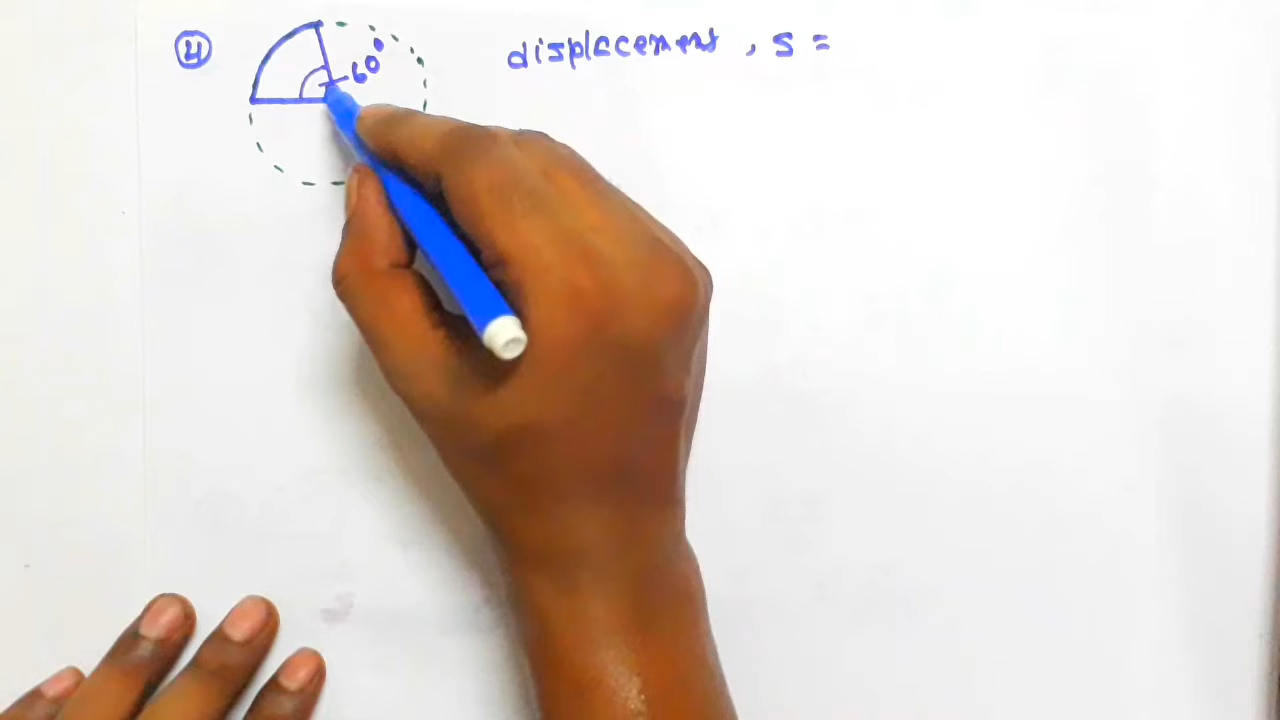 4
60°
displacement, s =